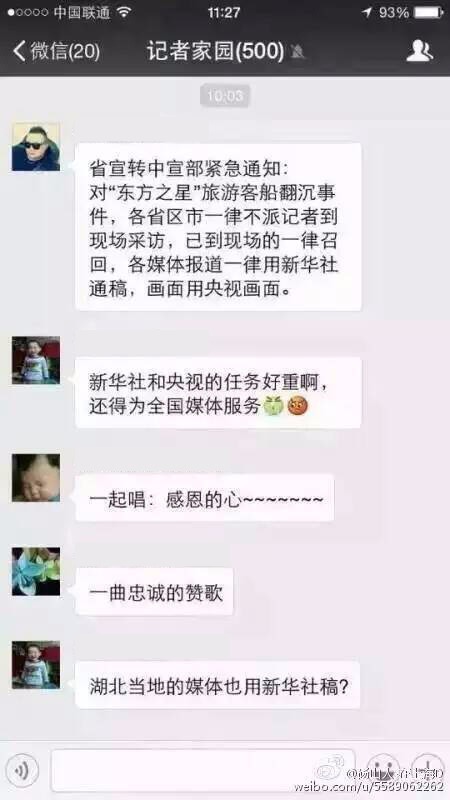 中国联通
11:27
93%
微信(20)
记者家园(500)
10:03
省宣转中宣部紧急通知：
对“东方之星”旅游客船翻沉事
件，各省区市一律不派记者到
现场采访，已到现场的一律召
回，各媒体报道一律用新华社
通稿，画面用央视画面。
新华社和央视的任务好重啊，
还得为全国媒体服务
一起唱：感恩的心~~~~~~~
一曲忠诚的赞歌
湖北当地的媒体也用新华社稿?
weibo.com/u/5589062262